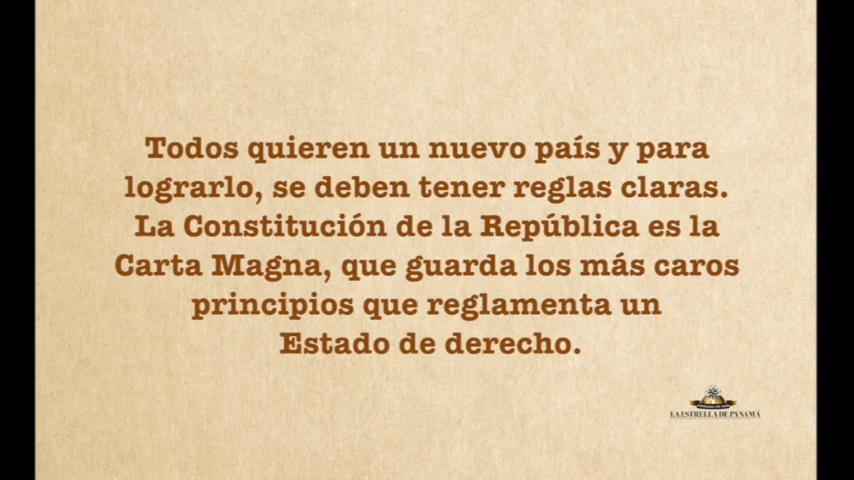 Todos quieren un nuevo país y para
lograrlo, se deben tener reglas claras.
La Constitución de la República es la
Carta Magna, que guarda los más caros
principios que reglamenta un
Estado de derecho.
LA ESTRELLA DE PANAMÁ